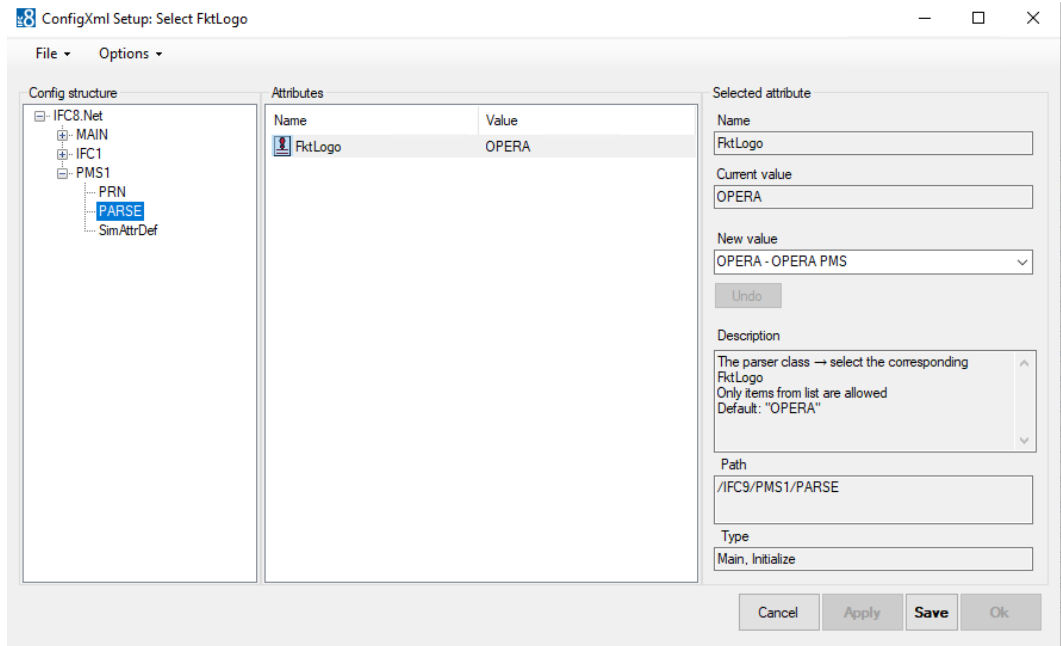 ConfigXml Setup: Select FktLogo
File Options
Config structure
IFC8.Net
MAIN
IFC1
PMS1
PRN
PARSE
SimAttrDef
Attributes
Name Value
FktLogo OPERA
Selected attribute
Name
FktLogo
Current value
OPERA
New value
OPERA - OPERA PMS
Undo
Description
The parser class → select the corresponding
FktLogo
Only items from list are allowed
Default: "OPERA"
Path
/IFC9/PMS1/PARSE
Type
Main, Initialize
Cancel Apply Save Ok